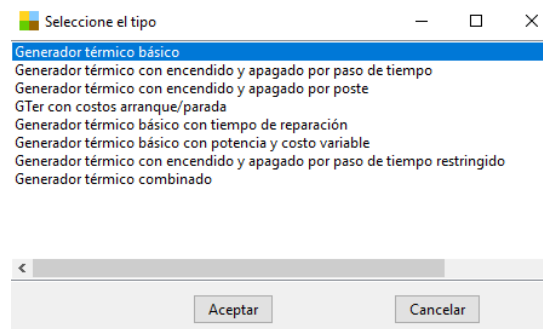 Seleccione el tipo
Generador térmico básico
Generador térmico con encendido y apagado por paso de tiempo
Generador térmico con encendido y apagado por poste
GTer con costos arranque/parada
Generador térmico básico con tiempo de reparación
Generador térmico básico con potencia y costo variable
Generador térmico con encendido y apagado por paso de tiempo restringido
Generador térmico combinado
Aceptar Cancelar